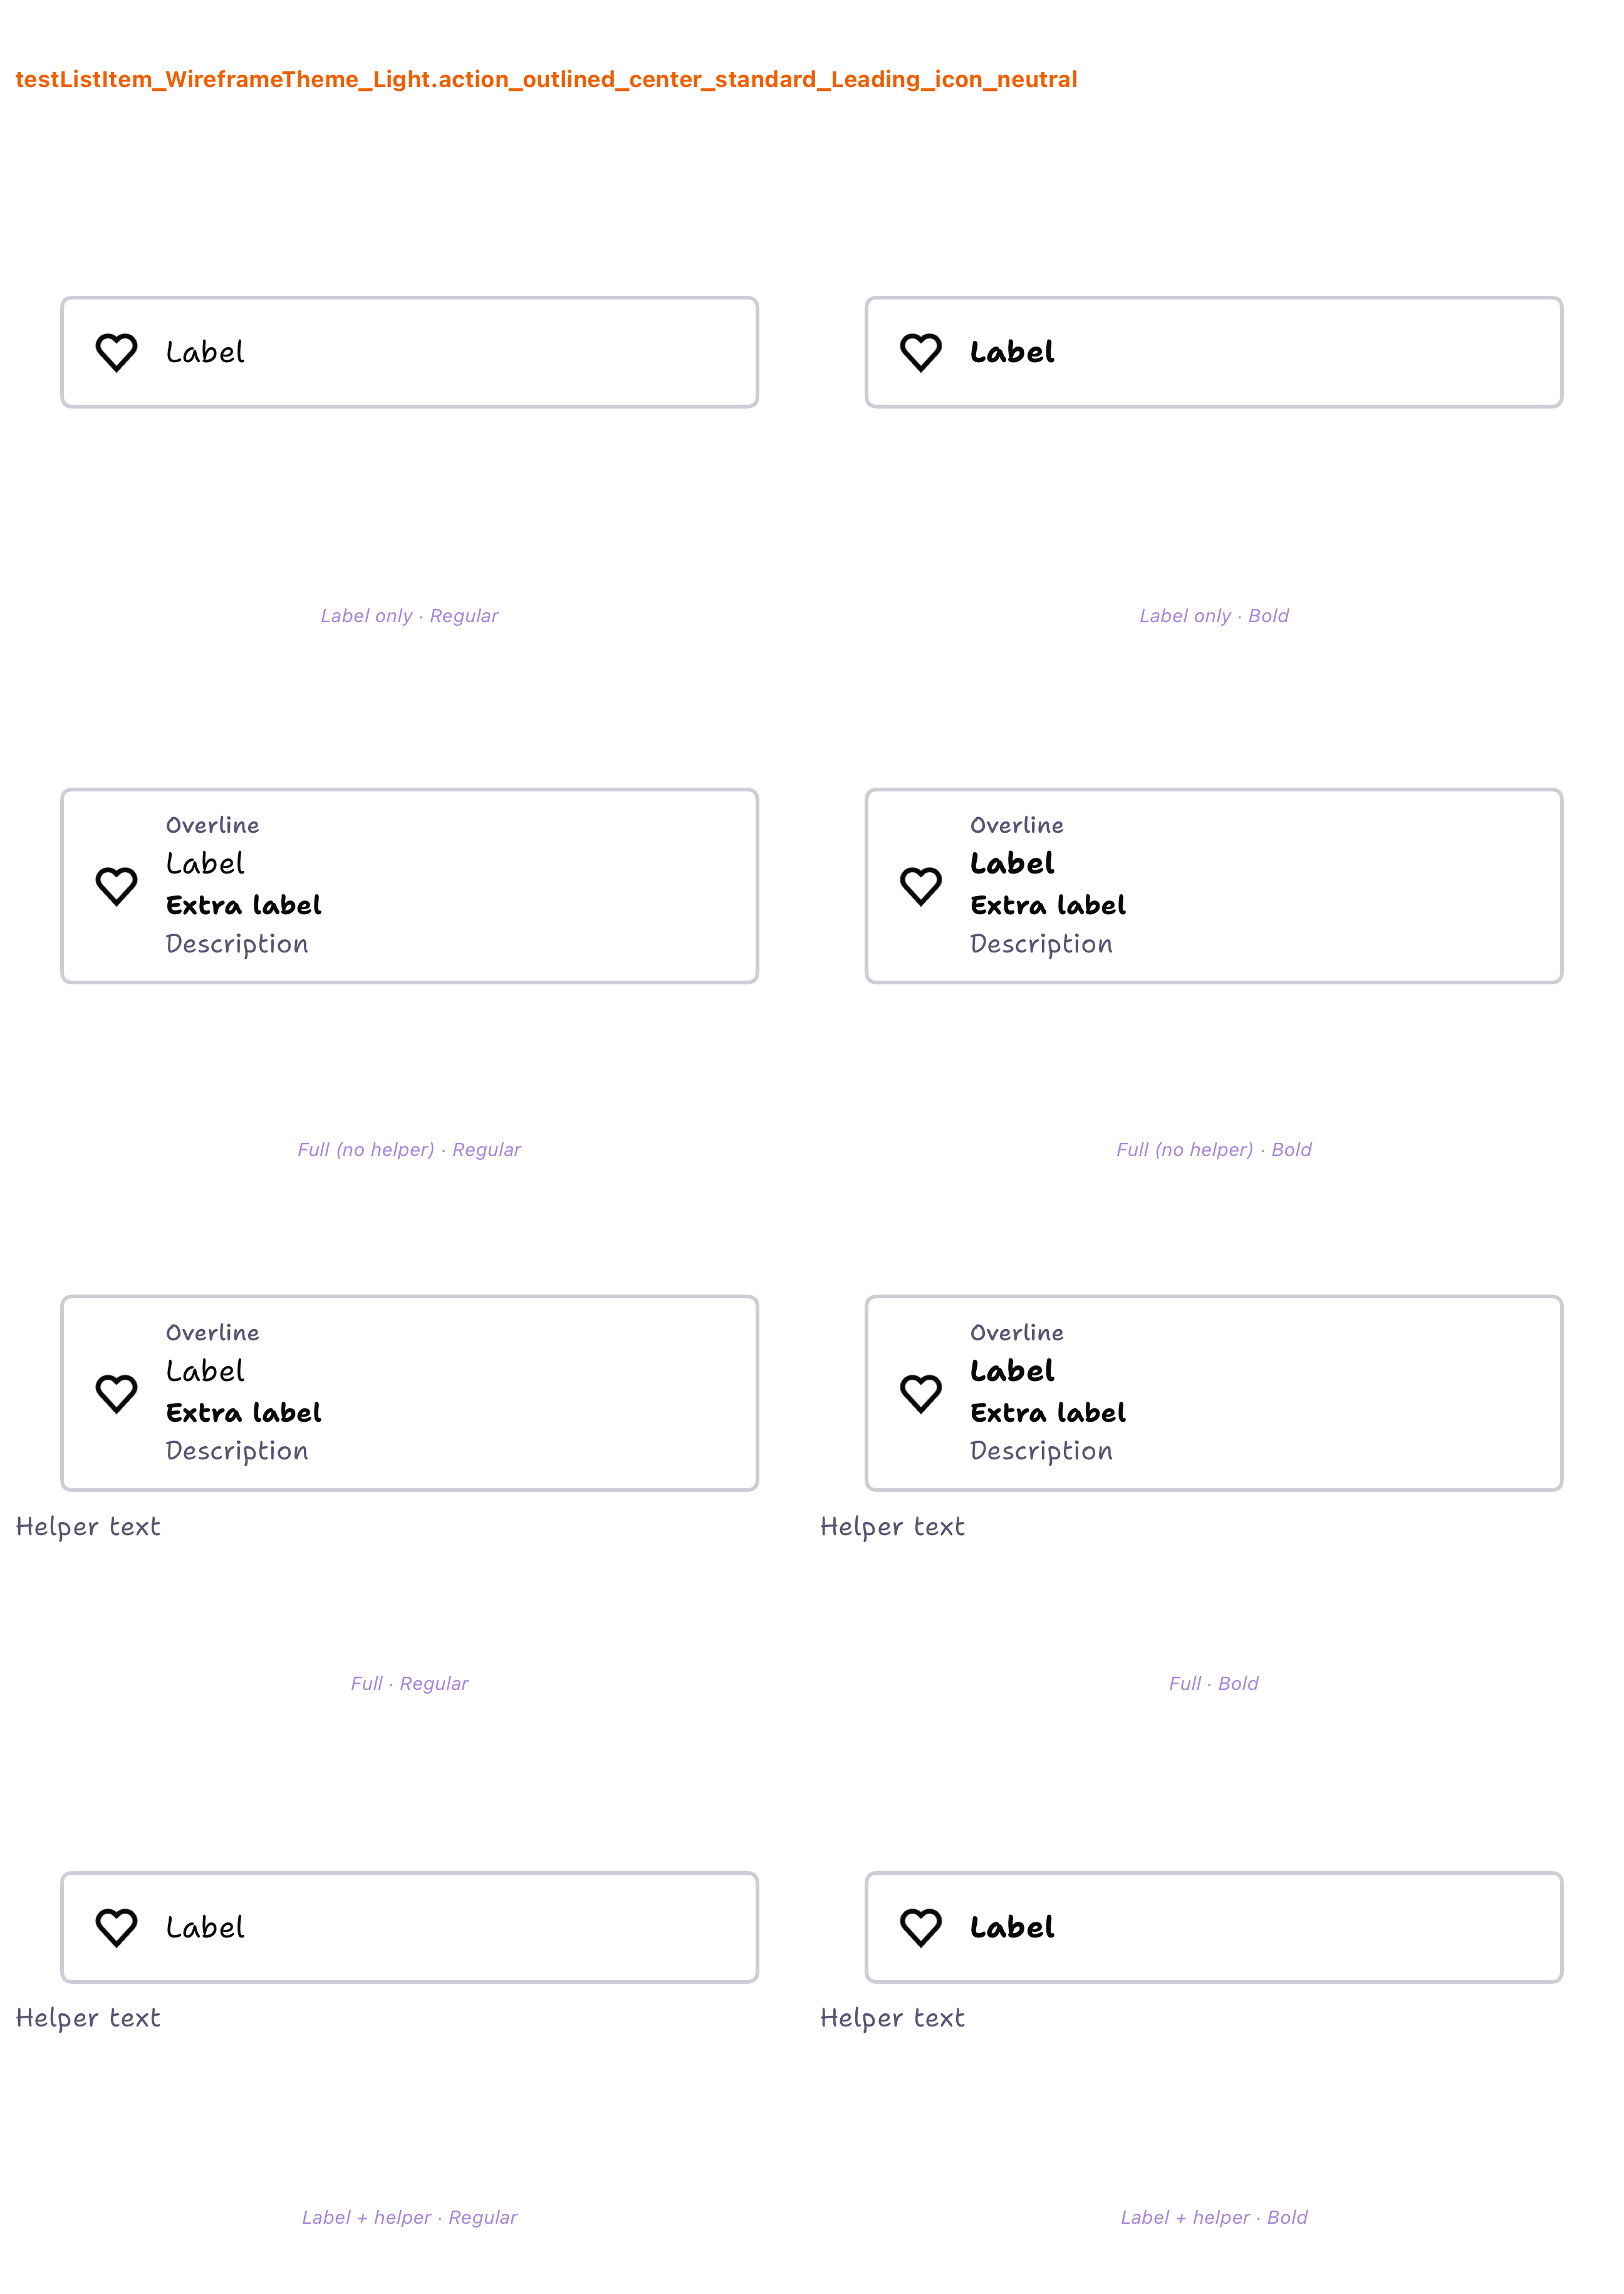 testListItem_WireframeTheme_Light.action_outlined_center_standard_Leading_icon_neutral
Label
Label
Label only · Regular
Label only · Bold
Overline
Label
Extra label
Description
Overline
Label
Extra label
Description
Full (no helper) · Regular
Full (no helper) · Bold
Overline
Label
Extra label
Description
Helper text
Overline
Label
Extra label
Description
Helper text
Full · Regular
Full · Bold
Label
Helper text
Label
Helper text
Label + helper · Regular
Label + helper · Bold